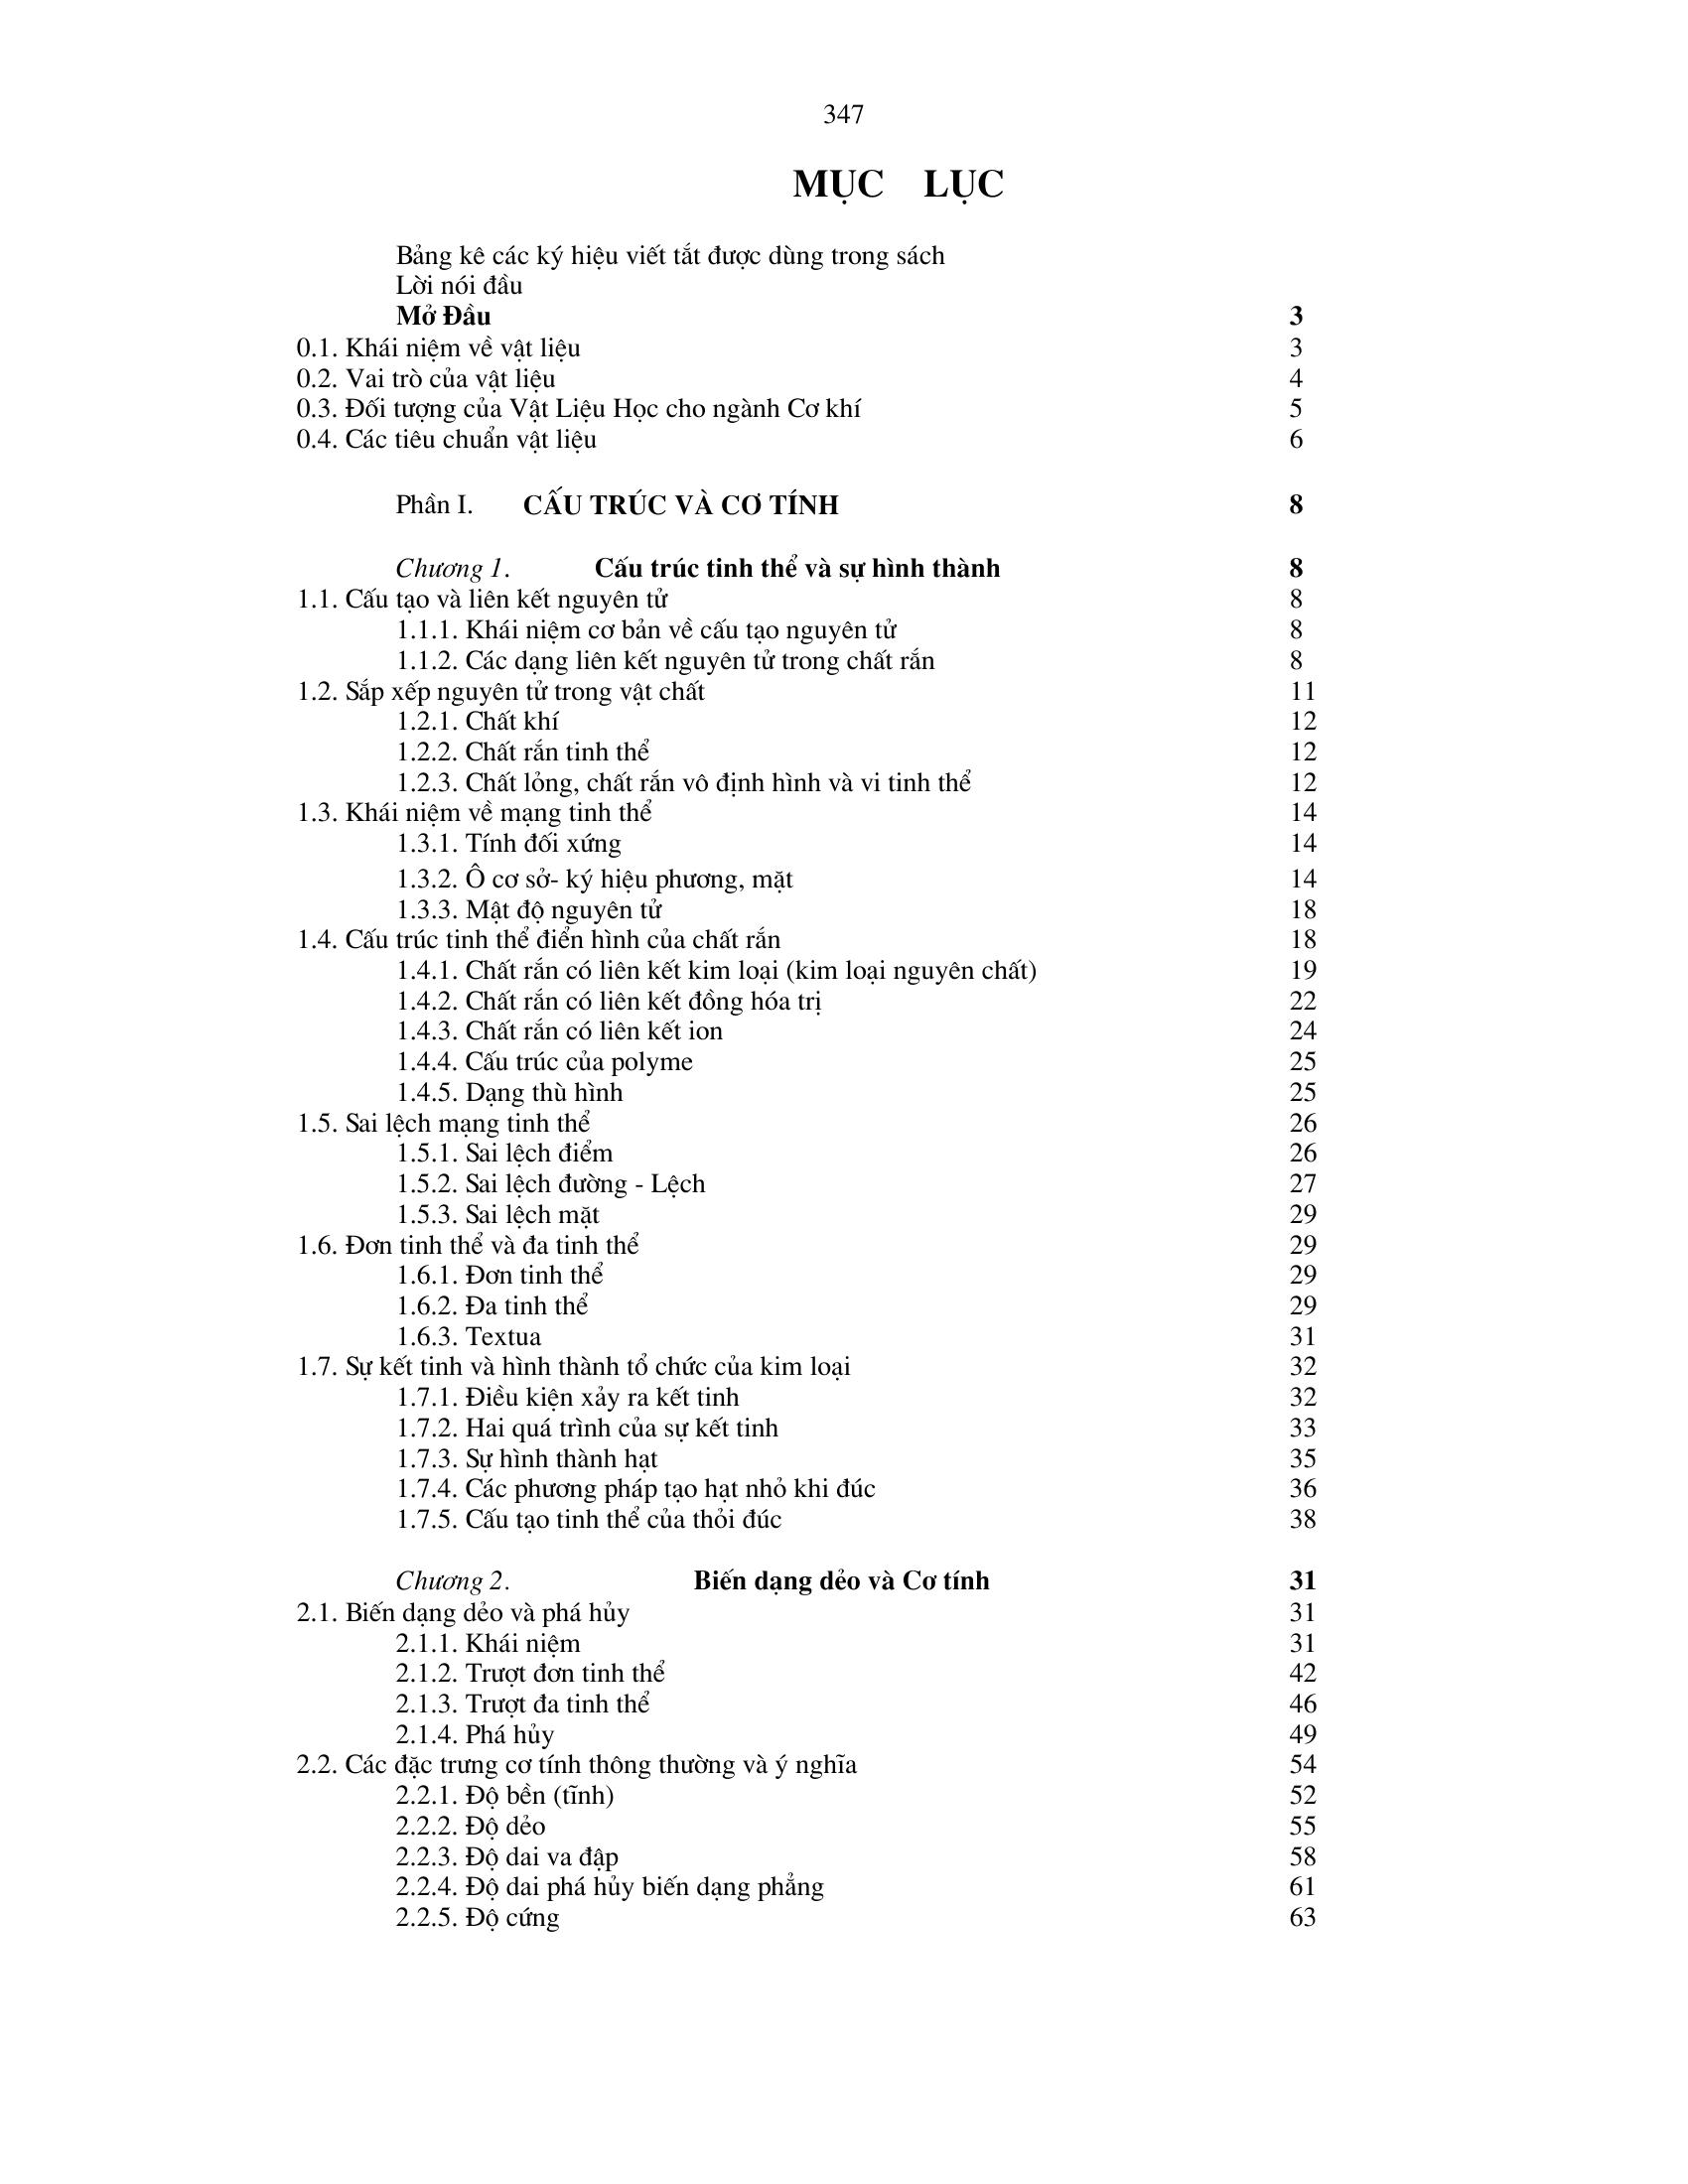 347
MỤC LỤC
Bảng kê các ký hiệu viết tắt được dùng trong sách
Lời nói đầu
Mở Đầu 3
0.1. Khái niệm về vật liệu 3
0.2. Vai trò của vật liệu 4
0.3. Đối tượng của Vật Liệu Học cho ngành Cơ khí 5
0.4. Các tiêu chuẩn vật liệu 6
Phần I. CẤU TRÚC VÀ CƠ TÍNH 8
Chương 1. Cấu trúc tinh thể và sự hình thành 8
1.1. Cấu tạo và liên kết nguyên tử 8
1.1.1. Khái niệm cơ bản về cấu tạo nguyên tử 8
1.1.2. Các dạng liên kết nguyên tử trong chất rắn 8
1.2. Sắp xếp nguyên tử trong vật chất 11
1.2.1. Chất khí 12
1.2.2. Chất rắn tinh thể 12
1.2.3. Chất lỏng, chất rắn vô định hình và vi tinh thể 12
1.3. Khái niệm về mạng tinh thể 14
1.3.1. Tính đối xứng 14
1.3.2. Ô cơ sở- ký hiệu phương, mặt 14
1.3.3. Mật độ nguyên tử 18
1.4. Cấu trúc tinh thể điển hình của chất rắn 18
1.4.1. Chất rắn có liên kết kim loại (kim loại nguyên chất) 19
1.4.2. Chất rắn có liên kết đồng hóa trị 22
1.4.3. Chất rắn có liên kết ion 24
1.4.4. Cấu trúc của polyme 25
1.4.5. Dạng thù hình 25
1.5. Sai lệch mạng tinh thể 26
1.5.1. Sai lệch điểm 26
1.5.2. Sai lệch đường - Lệch 27
1.5.3. Sai lệch mặt 29
1.6. Đơn tinh thể và đa tinh thể 29
1.6.1. Đơn tinh thể 29
1.6.2. Đa tinh thể 29
1.6.3. Textua 31
1.7. Sự kết tinh và hình thành tổ chức của kim loại 32
1.7.1. Điều kiện xảy ra kết tinh 32
1.7.2. Hai quá trình của sự kết tinh 33
1.7.3. Sự hình thành hạt 35
1.7.4. Các phương pháp tạo hạt nhỏ khi đúc 36
1.7.5. Cấu tạo tinh thể của thỏi đúc 38
Chương 2. Biến dạng dẻo và Cơ tính 31
2.1. Biến dạng dẻo và phá hủy 31
2.1.1. Khái niệm 31
2.1.2. Trượt đơn tinh thể 42
2.1.3. Trượt đa tinh thể 46
2.1.4. Phá hủy 49
2.2. Các đặc trưng cơ tính thông thường và ý nghĩa 54
2.2.1. Độ bền (tĩnh) 52
2.2.2. Độ dẻo 55
2.2.3. Độ dai va đập 58
2.2.4. Độ dai phá hủy biến dạng phẳng 61
2.2.5. Độ cứng 63